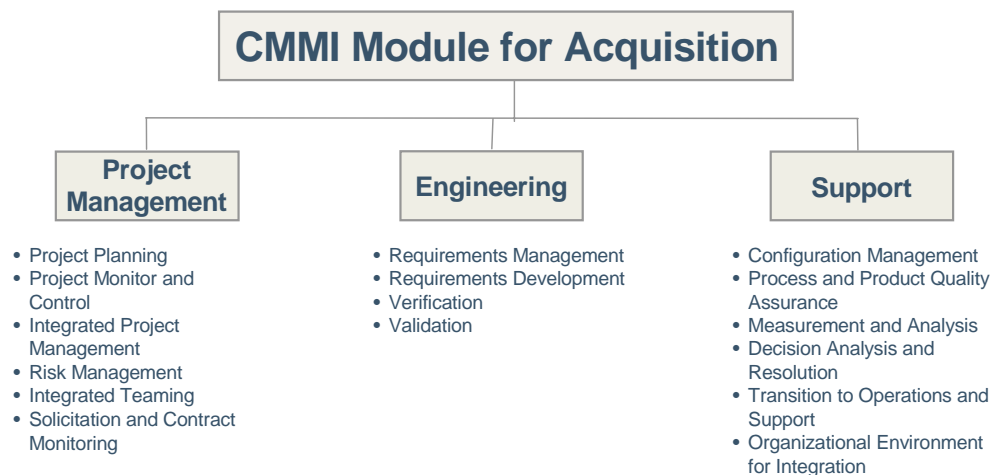 CMMI Module for Acquisition
Project
Management
• Project Planning
• Project Monitor and
Control
• Integrated Project
Management
• Risk Management
• Integrated Teaming
• Solicitation and Contract
Monitoring
Engineering
• Requirements Management
• Requirements Development
• Verification
• Validation
Support
• Configuration Management
• Process and Product Quality
Assurance
• Measurement and Analysis
• Decision Analysis and
Resolution
• Transition to Operations and
Support
• Organizational Environment
for Integration